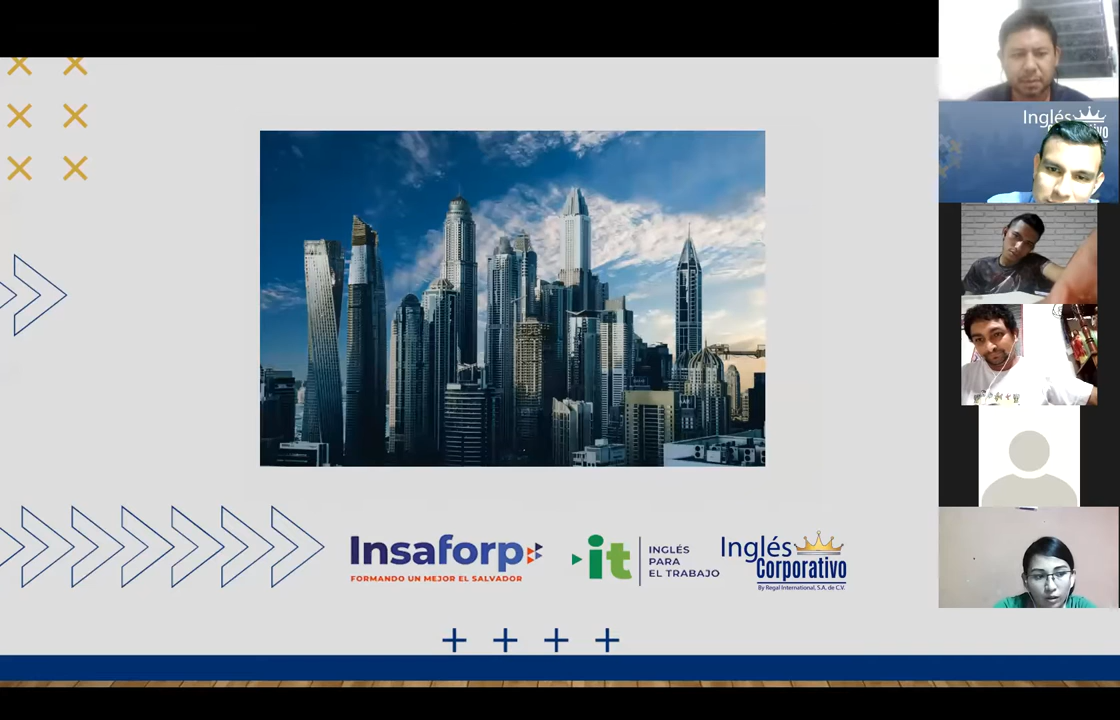 Inglés
Insaforp
FORMANDO UN MEJOR EL SALVADOR
it
INGLÉS
PARA
EL TRABAJO
Inglés
Corporativo
By Regal International, S.A. de C.V.